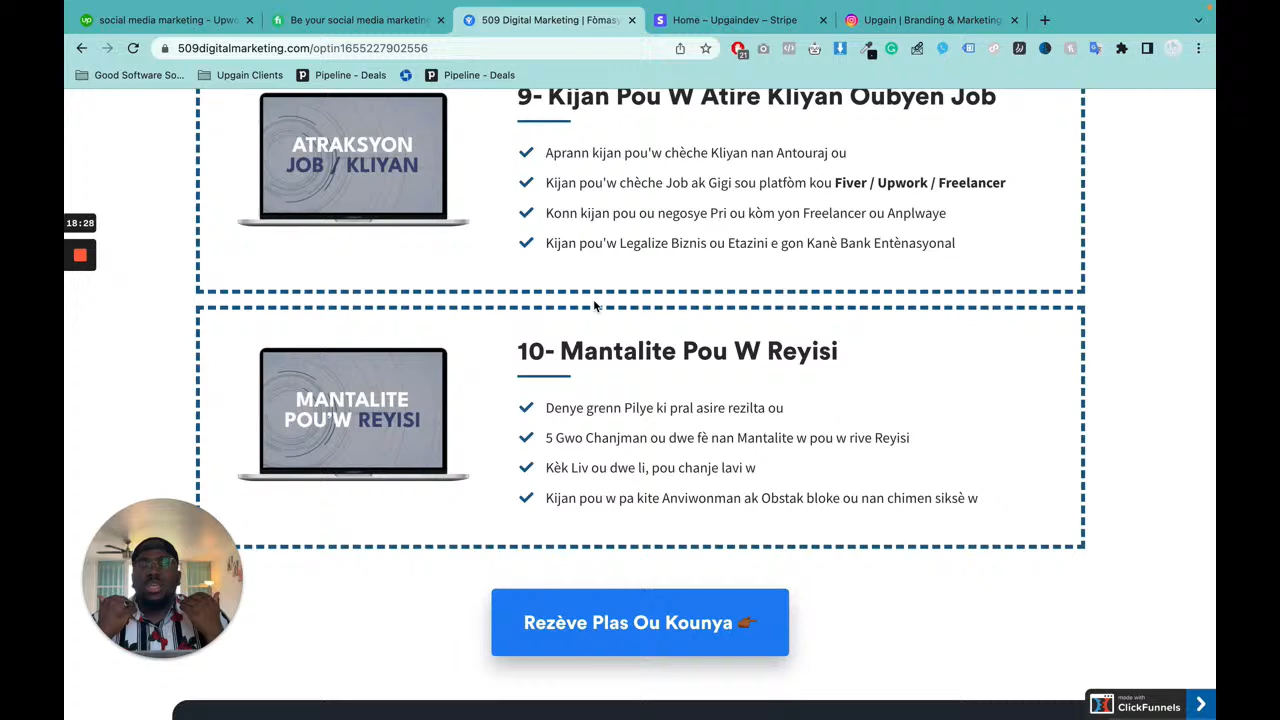 social media marketing - Upwo
Be your social media marketing
509 Digital Marketing | Fòmasy
Home – Upgaindev – Stripe
Upgain | Branding & Marketing
509digitalmarketing.com/optin1655227902556
21
Good Software So...
Upgain Clients
Pipeline - Deals
Pipeline - Deals
9- Kijan Pou W Atire Kliyan Oubyen Job
ATRAKSYON
JOB / KLIYAN
Aprann kijan pou'w chèche Kliyan nan Antouraj ou
Kijan pou'w chèche Job ak Gigi sou platfòm kou Fiver / Upwork / Freelancer
Konn kijan pou ou negosye Pri ou kòm yon Freelancer ou Anplwaye
Kijan pou'w Legalize Biznis ou Etazini e gon Kanè Bank Entènasyonal
18:28
10- Mantalite Pou W Reyisi
MANTALITE
POU'W REYISI
Denye grenn Pilye ki pral asire rezilta ou
5 Gwo Chanjman ou dwe fè nan Mantalite w pou w rive Reyisi
Kèk Liv ou dwe li, pou chanje lavi w
Kijan pou w pa kite Anviwonman ak Obstak bloke ou nan chimen siksè w
Rezève Plas Ou Kounya
made with
ClickFunnels